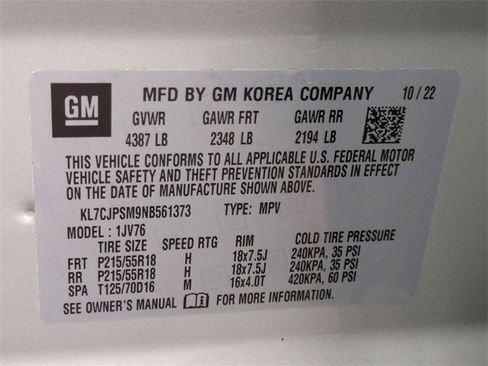 GM MFD BY GM KOREA COMPANY 10/22
GVWR GAWR FRT GAWR RR
4387 LB 2348 LB 2194 LB
THIS VEHICLE CONFORMS TO ALL APPLICABLE U.S. FEDERAL MOTOR
VEHICLE SAFETY AND THEFT PREVENTION STANDARDS IN EFFECT
ON THE DATE OF MANUFACTURE SHOWN ABOVE.
KL7CJPSM9NB561373 TYPE: MPV
MODEL: 1JV76
TIRE SIZE SPEED RTG RIM COLD TIRE PRESSURE
FRT P215/55R18 H 18x7.5J 240KPA, 35 PSI
RR P215/55R18 H 18x7.5J 240KPA, 35 PSI
SPA T125/70D16 M 16x4.0T 420KPA, 60 PSI
SEE OWNER'S MANUAL FOR MORE INFORMATION.